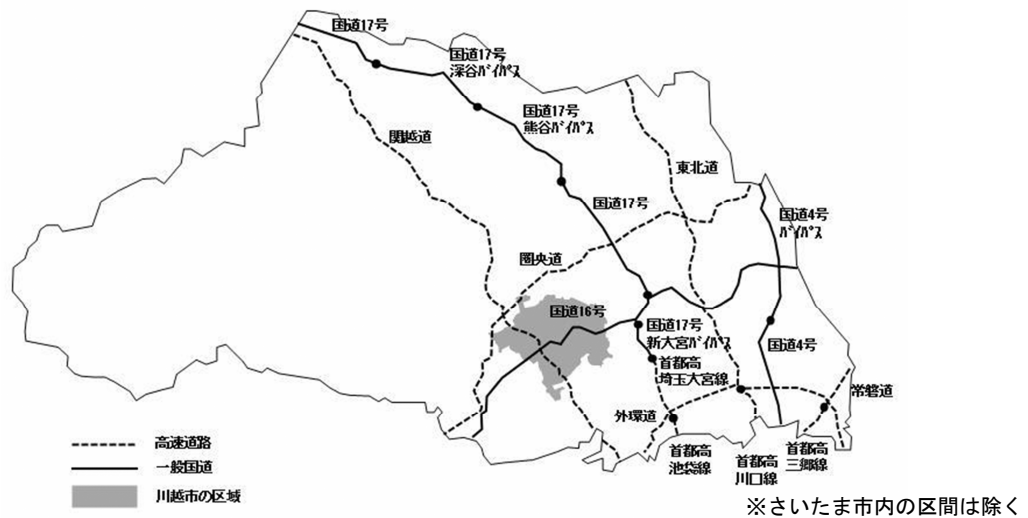 国道17号
国道17号
深谷ﾊﾞｲﾊﾟｽ
国道17号
熊谷ﾊﾞｲﾊﾟｽ
関越道
東北道
国道17号
国道4号
ﾊﾞｲﾊﾟｽ
圏央道
国道16号
国道17号
新大宮ﾊﾞｲﾊﾟｽ
国道4号
首都高
埼玉大宮線
常磐道
外環道
首都高
池袋線
首都高
川口線
首都高
三郷線
高速道路
一般国道
川越市の区域
※さいたま市内の区間は除く